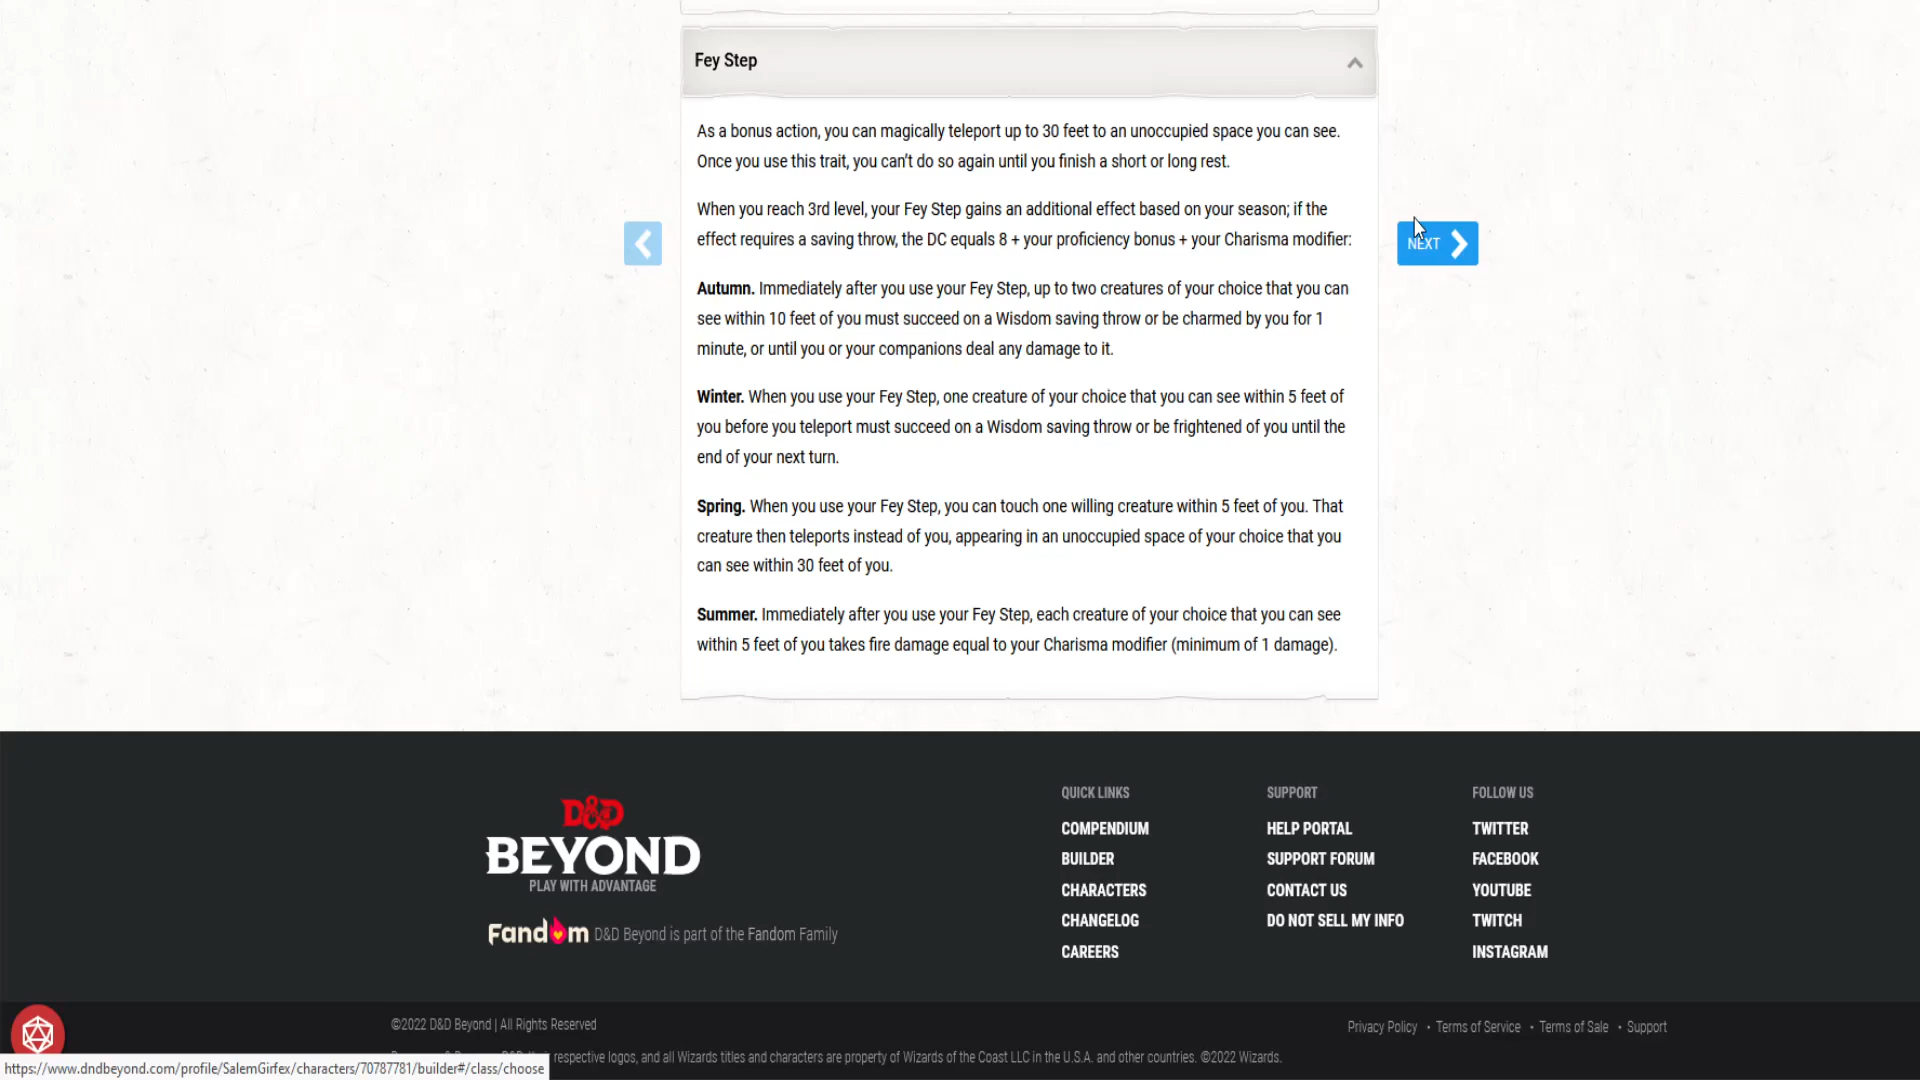 Fey Step
As a bonus action, you can magically teleport up to 30 feet to an unoccupied space you can see.
Once you use this trait, you can't do so again until you finish a short or long rest.
When you reach 3rd level, your Fey Step gains an additional effect based on your season; if the
effect requires a saving throw, the DC equals 8 + your proficiency bonus + your Charisma modifier:
NEXT
Autumn. Immediately after you use your Fey Step, up to two creatures of your choice that you can
see within 10 feet of you must succeed on a Wisdom saving throw or be charmed by you for 1
minute, or until you or your companions deal any damage to it.
Winter. When you use your Fey Step, one creature of your choice that you can see within 5 feet of
you before you teleport must succeed on a Wisdom saving throw or be frightened of you until the
end of your next turn.
Spring. When you use your Fey Step, you can touch one willing creature within 5 feet of you. That
creature then teleports instead of you, appearing in an unoccupied space of your choice that you
can see within 30 feet of you.
Summer. Immediately after you use your Fey Step, each creature of your choice that you can see
within 5 feet of you takes fire damage equal to your Charisma modifier (minimum of 1 damage).
D&D
BEYOND
PLAY WITH ADVANTAGE
Fandom D&D Beyond is part of the Fandom Family
QUICK LINKS
COMPENDIUM
BUILDER
CHARACTERS
CHANGELOG
CAREERS
SUPPORT
HELP PORTAL
SUPPORT FORUM
CONTACT US
DO NOT SELL MY INFO
FOLLOW US
TWITTER
FACEBOOK
YOUTUBE
TWITCH
INSTAGRAM
©2022 D&D Beyond | All Rights Reserved
Privacy Policy • Terms of Service • Terms of Sale • Support
respective logos, and all Wizards titles and characters are property of Wizards of the Coast LLC in the U.S.A. and other countries. ©2022 Wizards.
https://www.dndbeyond.com/profile/SalemGirfex/characters/70787781/builder#/class/choose